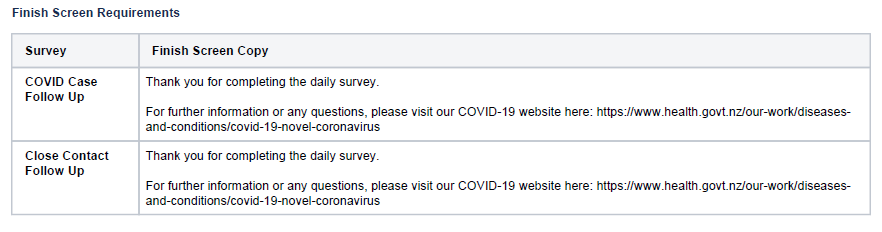 Finish Screen Requirements
Survey
Finish Screen Copy
COVID Case
Follow Up
Thank you for completing the daily survey.
For further information or any questions, please visit our COVID-19 website here: https://www.health.govt.nz/our-work/diseases-
and-conditions/covid-19-novel-coronavirus
Close Contact
Follow Up
Thank you for completing the daily survey.
For further information or any questions, please visit our COVID-19 website here: https://www.health.govt.nz/our-work/diseases-
and-conditions/covid-19-novel-coronavirus